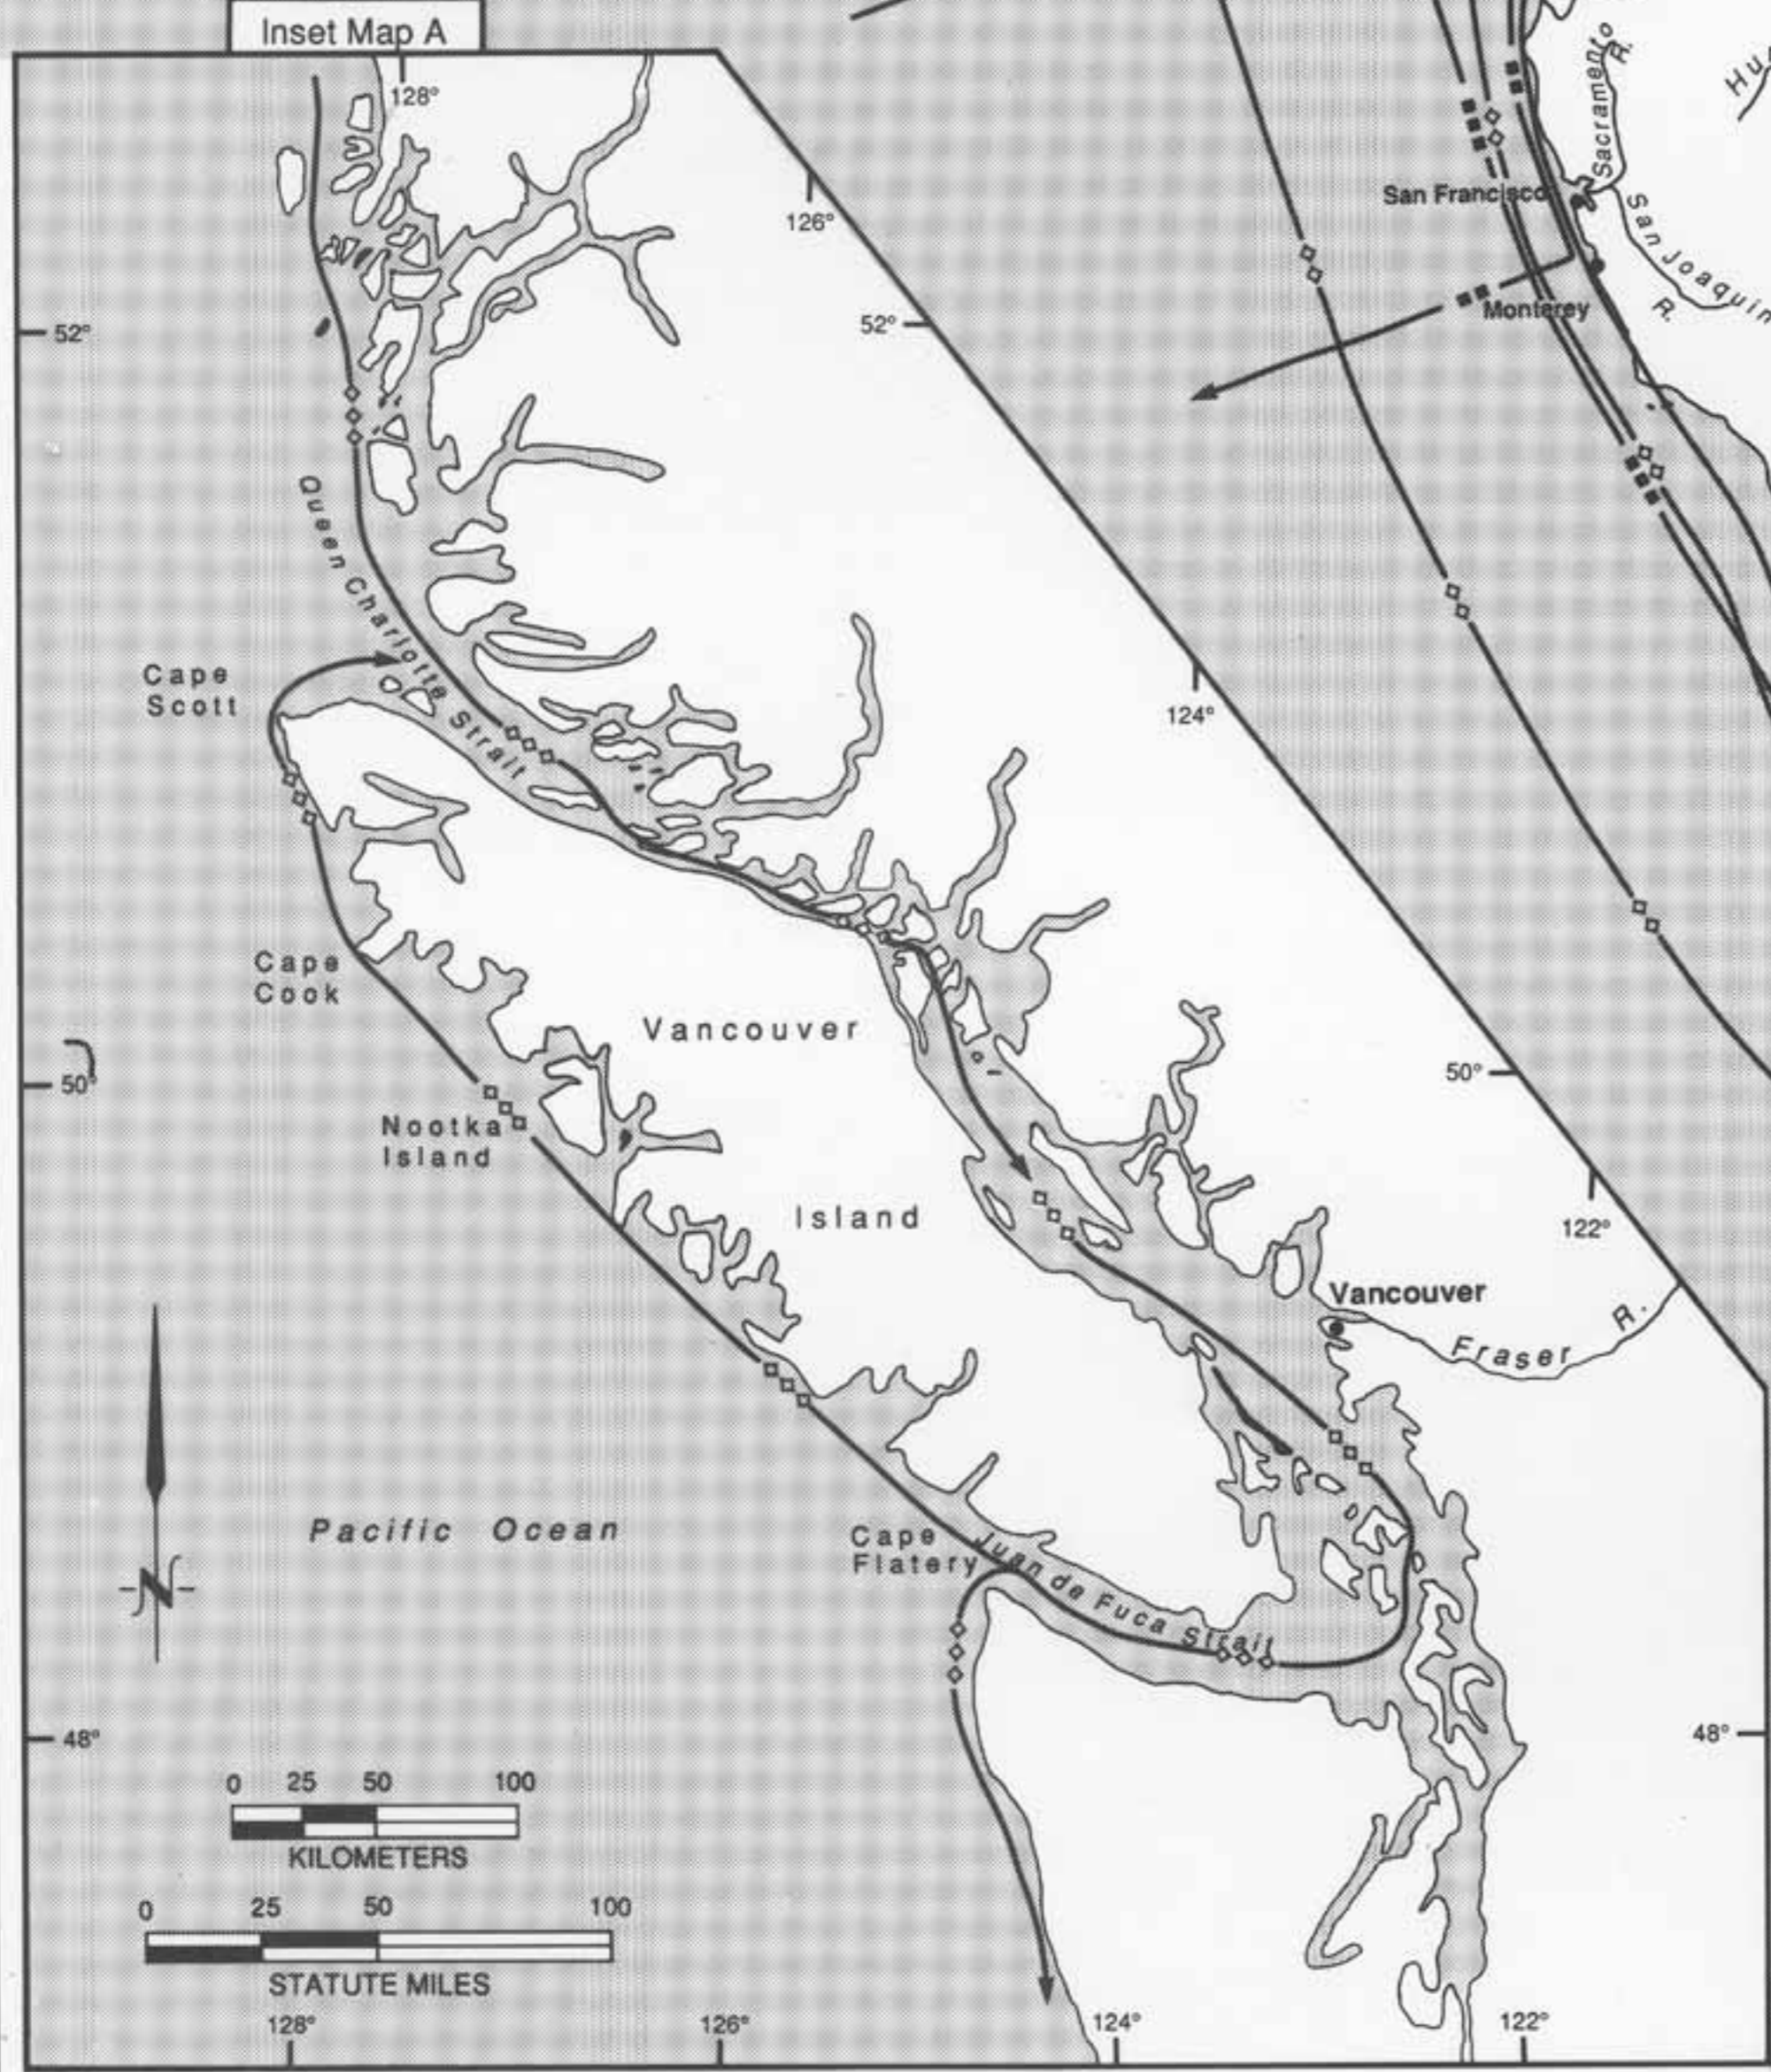 Inset Map A
128°
126°
52°
52°
124°
Queen Charlotte Strait
Cape
Scott
Cape
Cook
Vancouver
Island
50°
50°
Nootka
Island
122°
Vancouver
Fraser R.
Pacific Ocean
Cape
Flatery
Juan de Fuca Strait
N
48°
48°
0 25 50 100
KILOMETERS
0 25 50 100
STATUTE MILES
128°
126°
124°
122°
Sacramento R.
San Francisco
San Joaquin R.
Monterey